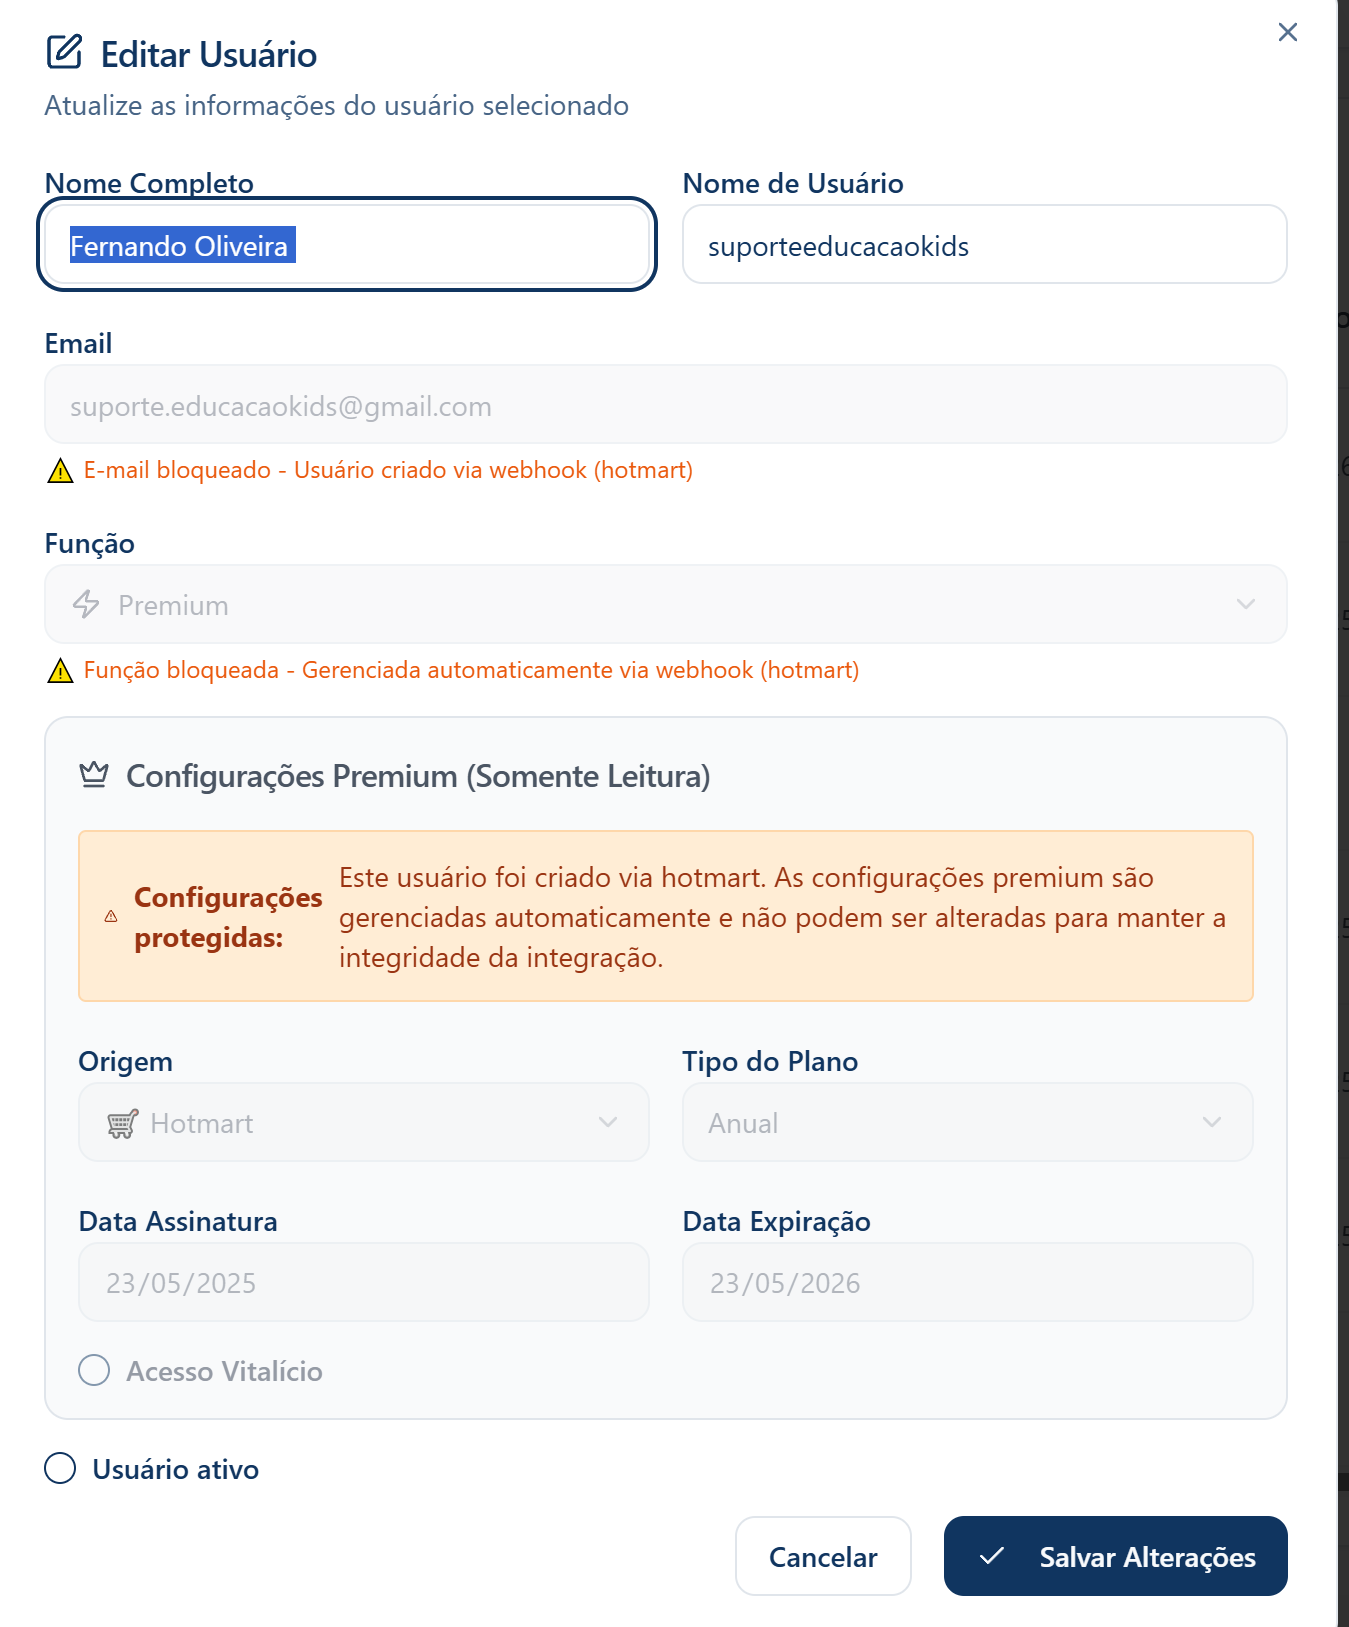 Editar Usuário
Atualize as informações do usuário selecionado
Nome Completo
Nome de Usuário
Fernando Oliveira
suporteeducacaokids
Email
suporte.educacaokids@gmail.com
E-mail bloqueado - Usuário criado via webhook (hotmart)
Função
Premium
Função bloqueada - Gerenciada automaticamente via webhook (hotmart)
Configurações Premium (Somente Leitura)
Configurações
protegidas:
Este usuário foi criado via hotmart. As configurações premium são
gerenciadas automaticamente e não podem ser alteradas para manter a
integridade da integração.
Origem
Tipo do Plano
Hotmart
Anual
Data Assinatura
Data Expiração
23/05/2025
23/05/2026
Acesso Vitalício
Usuário ativo
Cancelar
Salvar Alterações